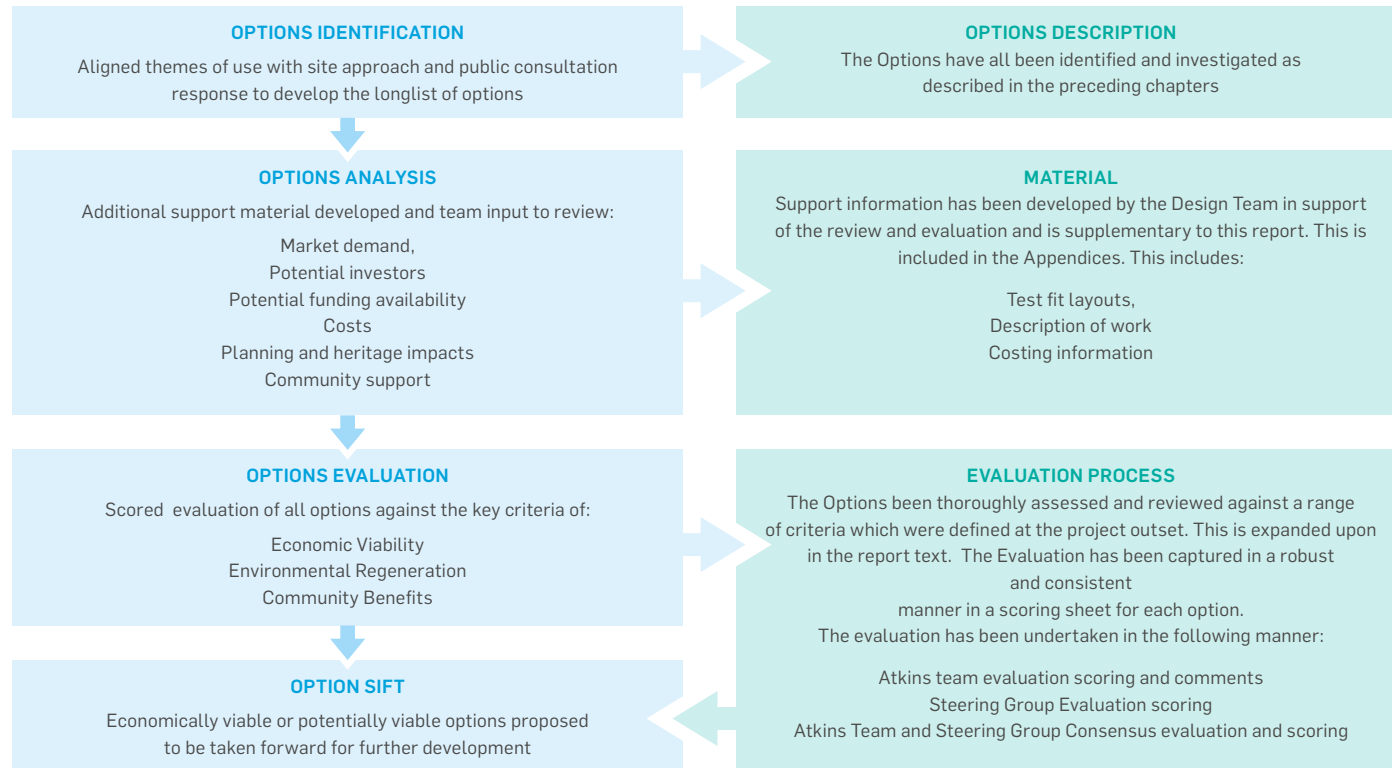 OPTIONS IDENTIFICATION
Aligned themes of use with site approach and public consultation
response to develop the longlist of options
OPTIONS DESCRIPTION
The Options have all been identified and investigated as
described in the preceding chapters
OPTIONS ANALYSIS
Additional support material developed and team input to review:
Market demand,
Potential investors
Potential funding availability
Costs
Planning and heritage impacts
Community support
MATERIAL
Support information has been developed by the Design Team in support
of the review and evaluation and is supplementary to this report. This is
included in the Appendices. This includes:
Test fit layouts,
Description of work
Costing information
OPTIONS EVALUATION
Scored evaluation of all options against the key criteria of:
Economic Viability
Environmental Regeneration
Community Benefits
EVALUATION PROCESS
The Options been thoroughly assessed and reviewed against a range
of criteria which were defined at the project outset. This is expanded upon
in the report text. The Evaluation has been captured in a robust
and consistent
manner in a scoring sheet for each option.
The evaluation has been undertaken in the following manner:
Atkins team evaluation scoring and comments
Steering Group Evaluation scoring
Atkins Team and Steering Group Consensus evaluation and scoring
OPTION SIFT
Economically viable or potentially viable options proposed
to be taken forward for further development